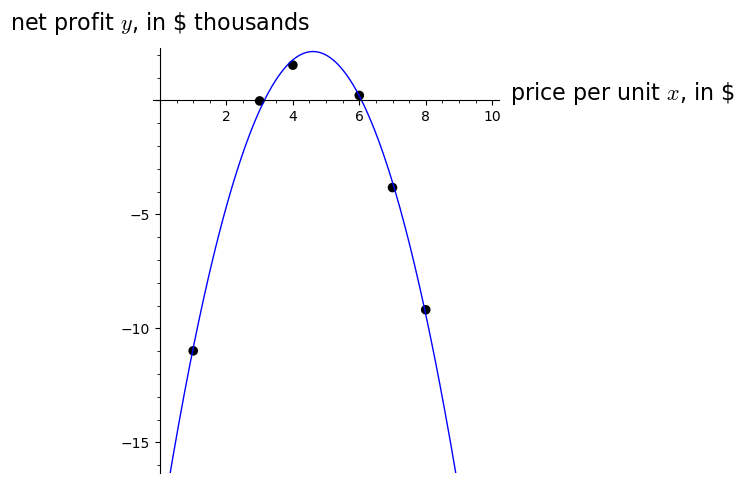 net profit y, in $ thousands
price per unit x, in $
2 4 6 8 10
−5
−10
−15